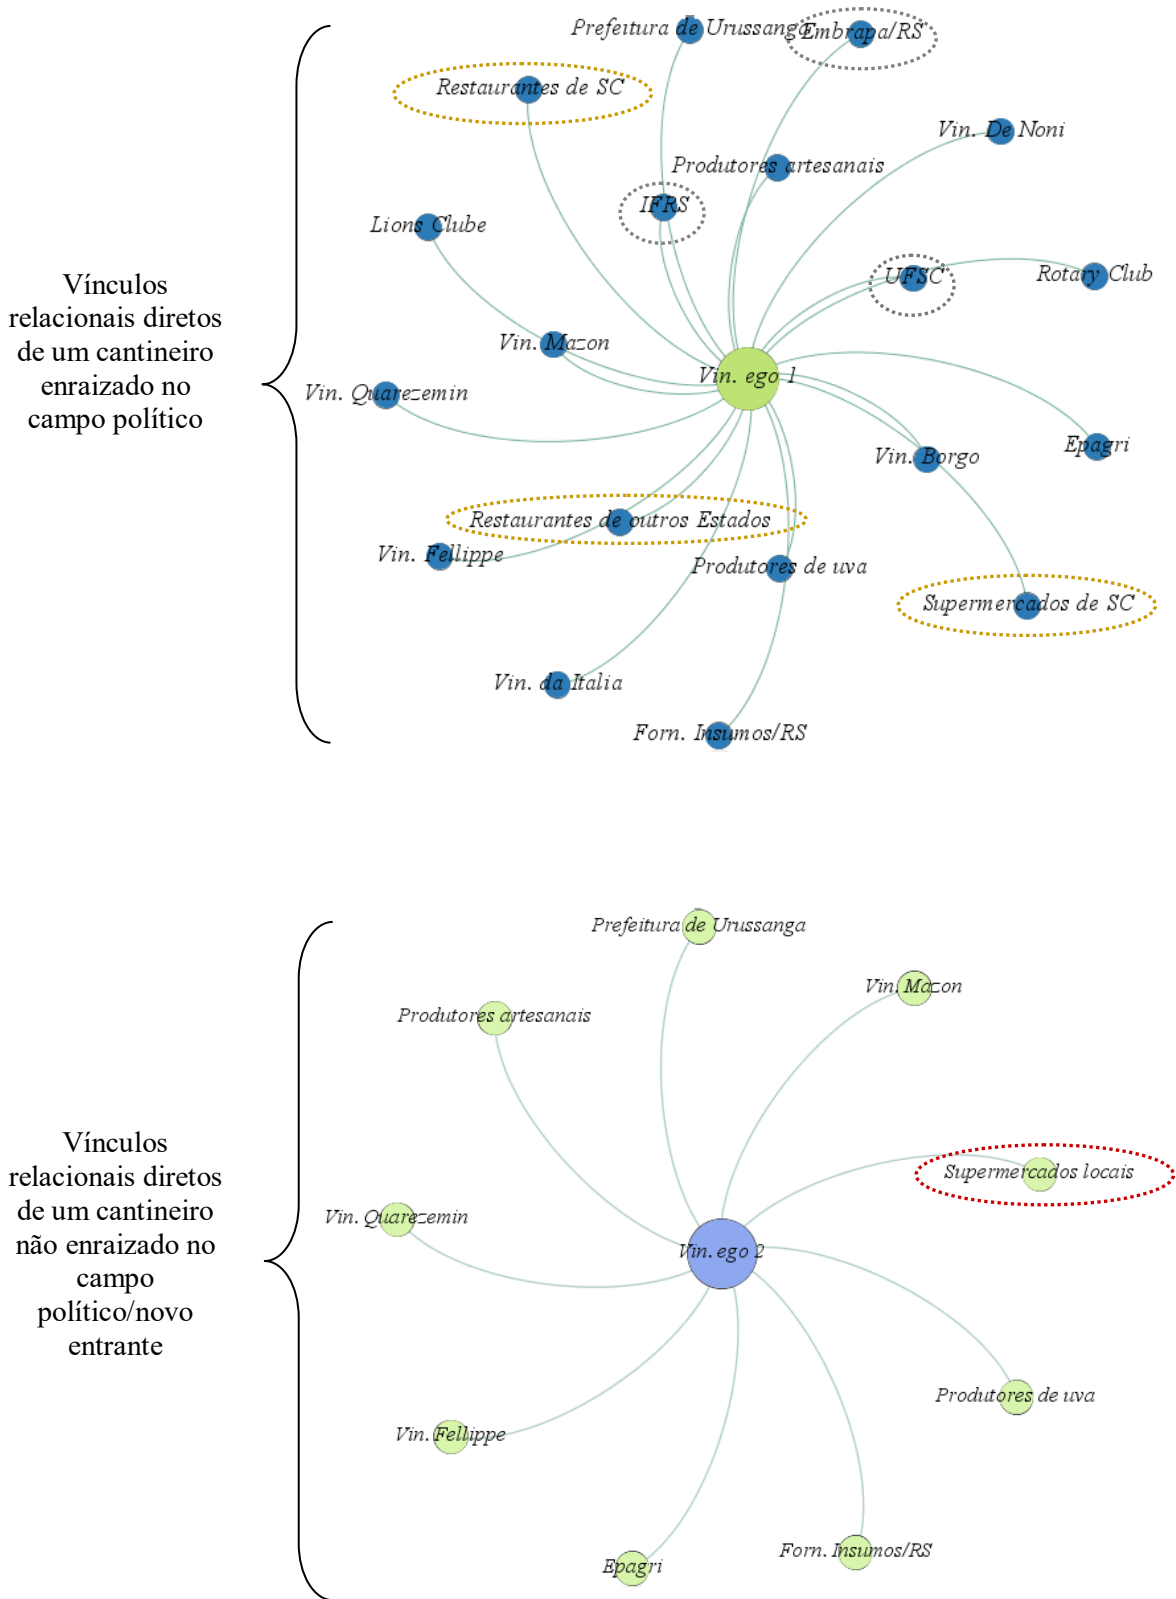 Prefeitura de Urussanga
Embrapa/RS
Restaurantes de SC
Vin. De Noni
Produtores artesanais
IFRS
Lions Clube
UFSC
Rotary Club
Vínculos
relacionais diretos
de um cantineiro
enraizado no
campo político
Vin. Mazon
Vin. ego 1
Vin. Quarezemin
Epagri
Vin. Borgo
Restaurantes de outros Estados
Vin. Fellippe
Produtores de uva
Supermercados de SC
Vin. da Italia
Forn. Insumos/RS
Prefeitura de Urussanga
Vin. Mazon
Produtores artesanais
Vínculos
relacionais diretos
de um cantineiro
não enraizado no
campo
político/novo
entrante
Supermercados locais
Vin. Quarezemin
Vin. ego 2
Produtores de uva
Vin. Fellippe
Forn. Insumos/RS
Epagri